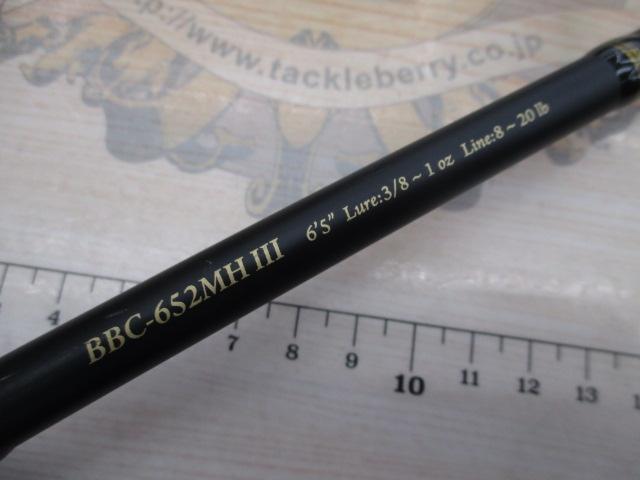 http://www.tackleberry.co.jp
BBC-652MH III 6'5" Lure:3/8 ~ 1 oz Line:8 ~ 20 lb
4 7 8 9 10 11 12 13